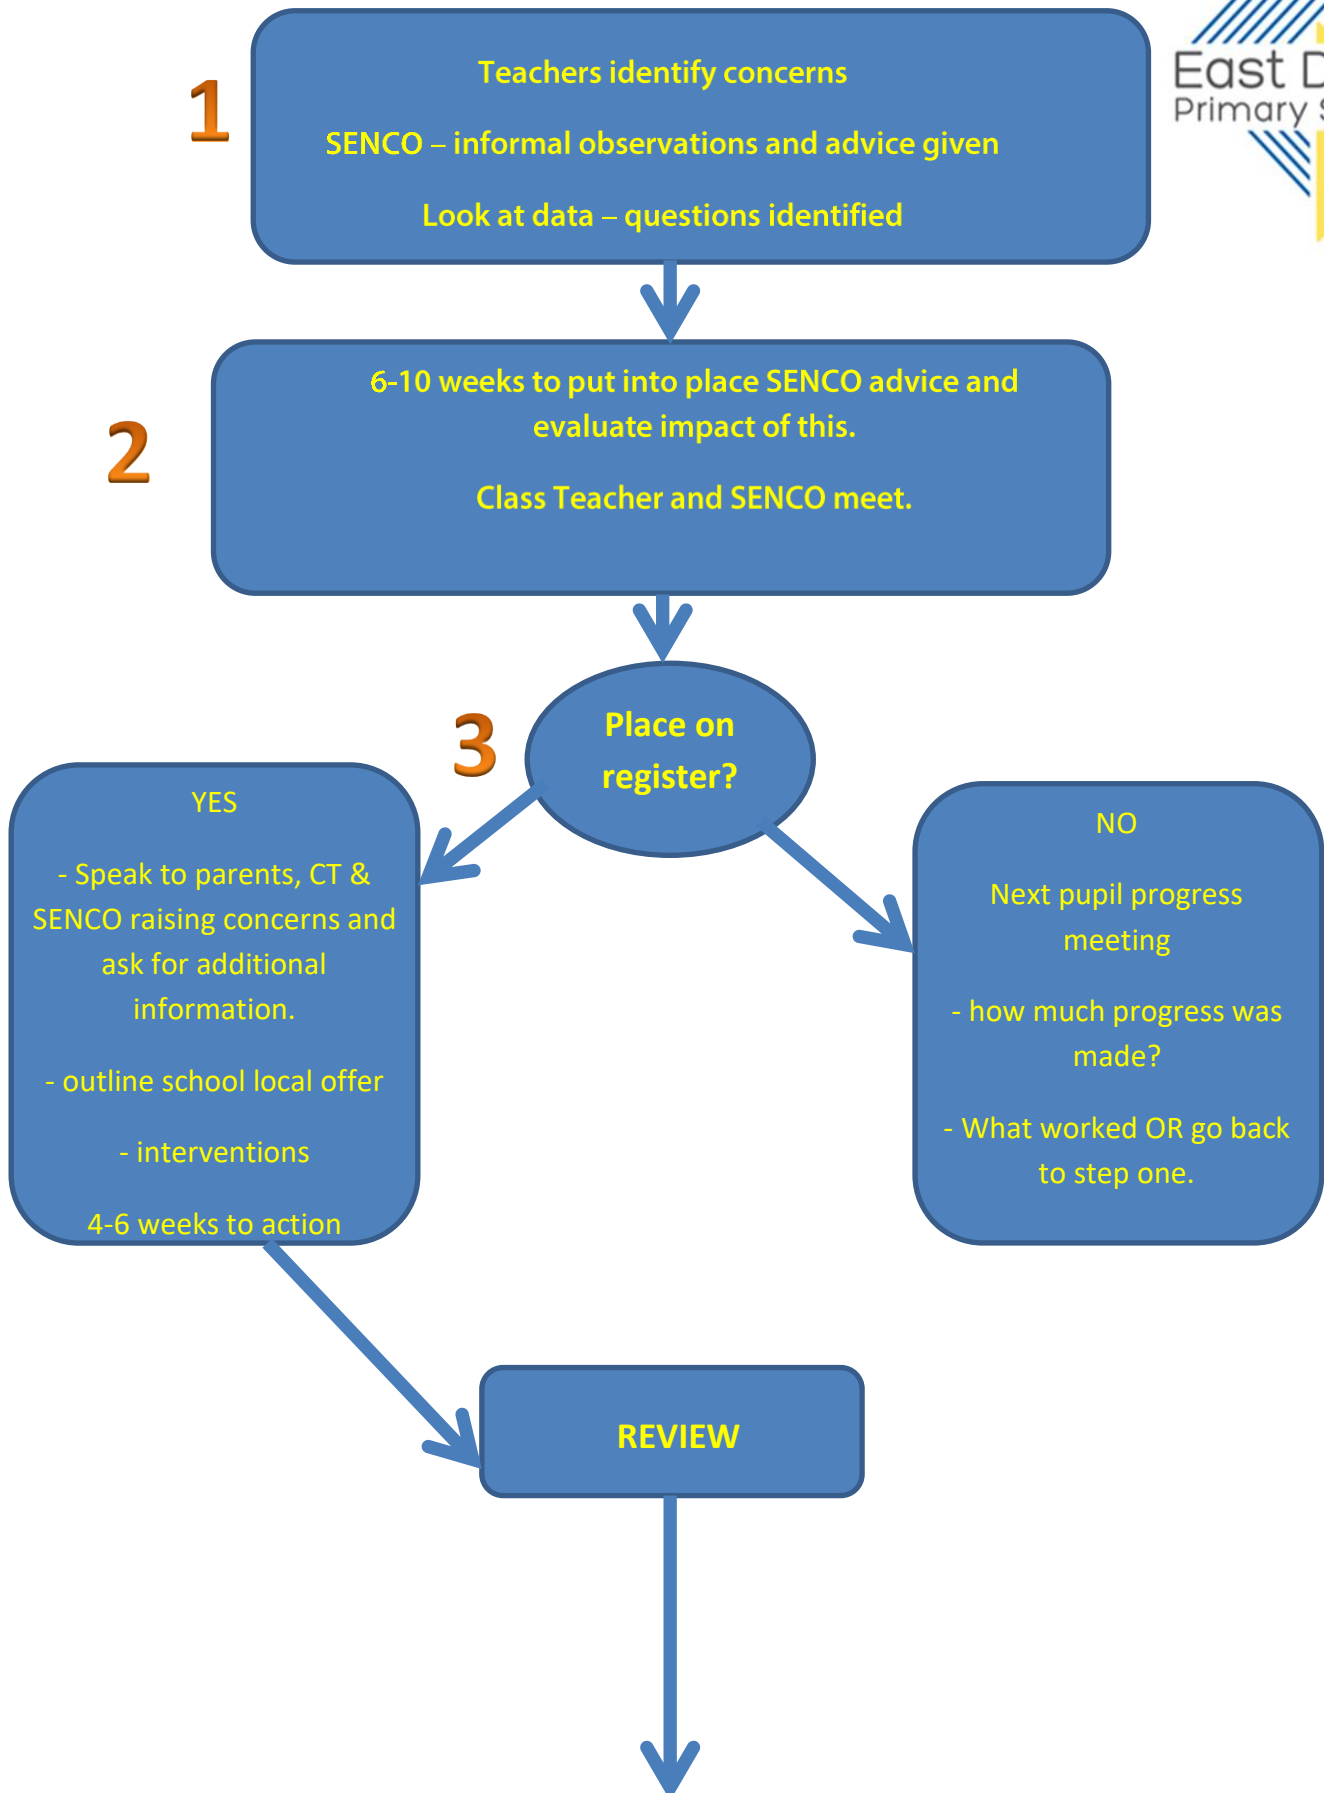 East
Primary
1
Teachers identify concerns
SENCO – informal observations and advice given
Look at data – questions identified
2
6-10 weeks to put into place SENCO advice and
evaluate impact of this.
Class Teacher and SENCO meet.
3
Place on
register?
YES
- Speak to parents, CT &
SENCO raising concerns and
ask for additional
information.
- outline school local offer
- interventions
4-6 weeks to action
NO
Next pupil progress
meeting
- how much progress was
made?
- What worked OR go back
to step one.
REVIEW